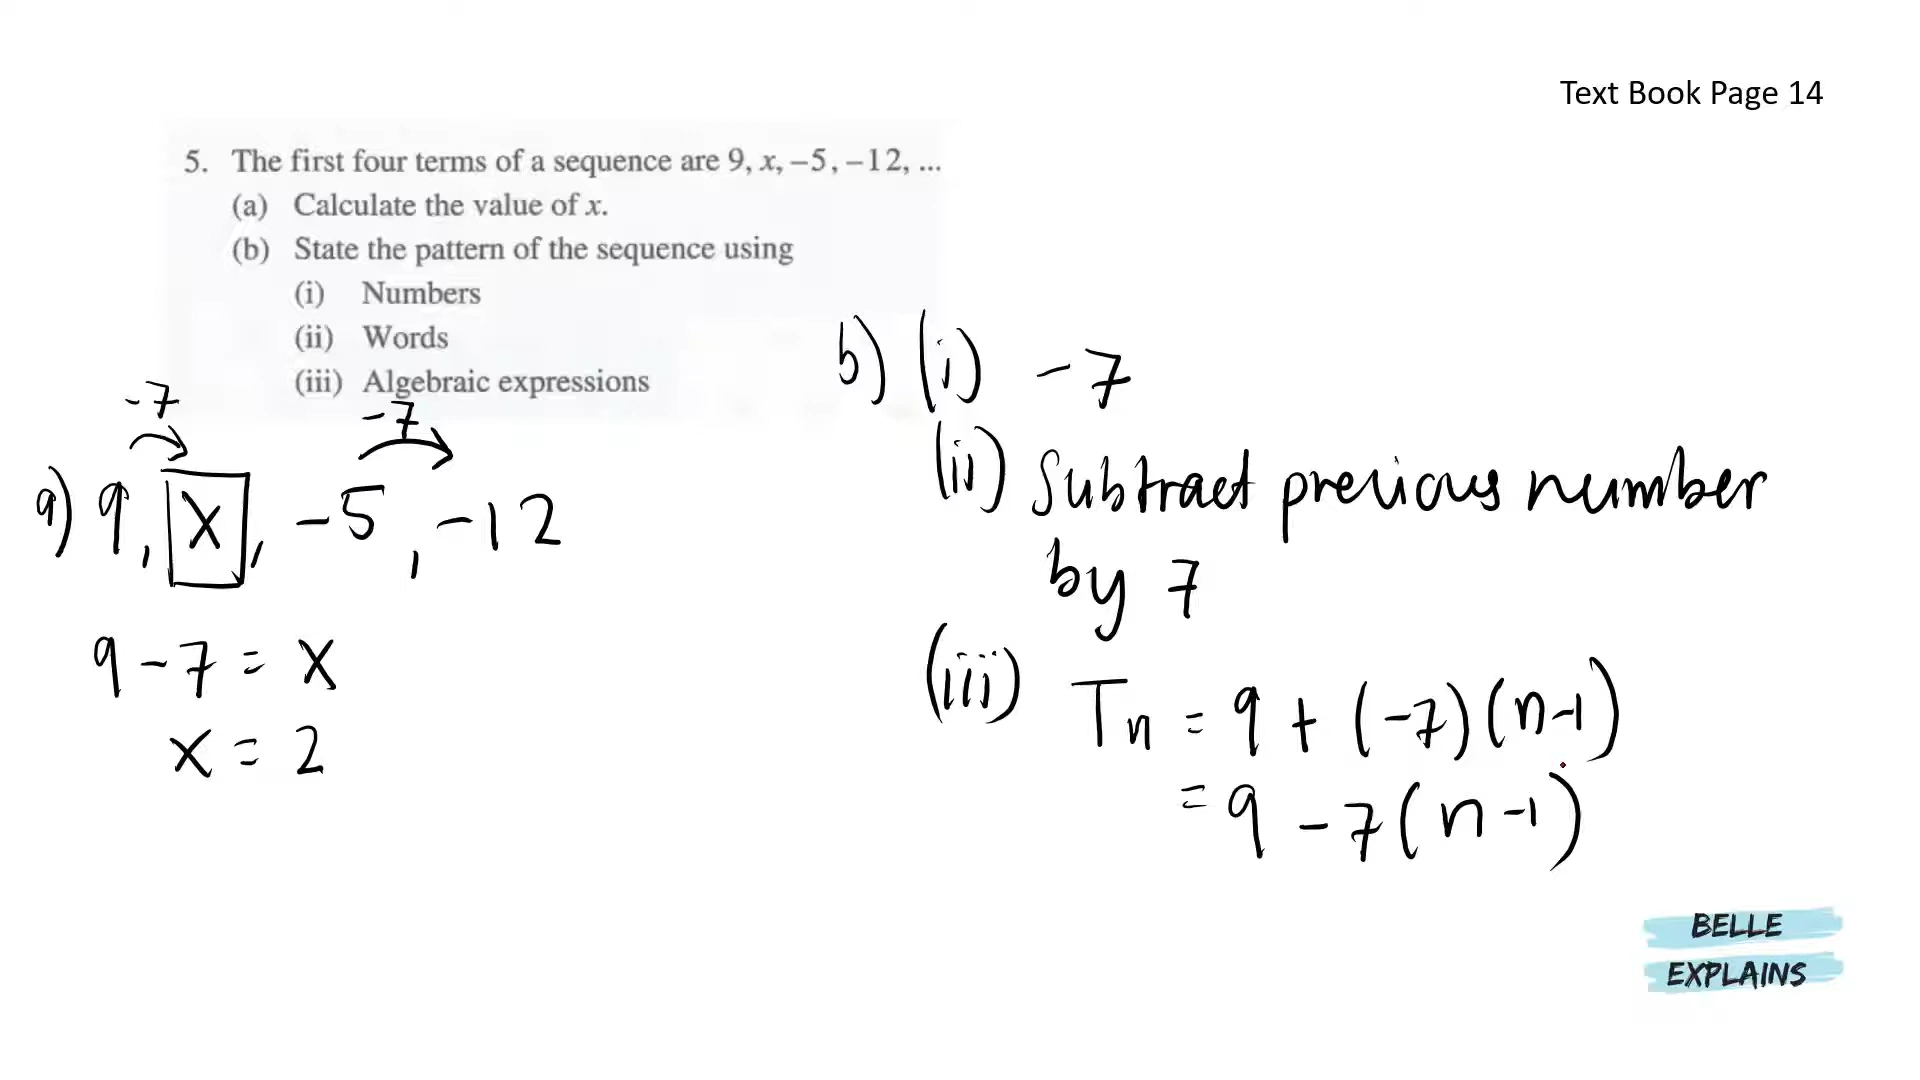 Text Book Page 14
5. The first four terms of a sequence are 9, x, −5, −12, ...
(a) Calculate the value of x.
(b) State the pattern of the sequence using
(i) Numbers
(ii) Words
(iii) Algebraic expressions
-7
-7
a) 9, x, -5, -12
9 - 7 = x
x = 2
b) (i) -7
(ii) Subtract previous number
by 7
(iii) Tn = 9 + (-7)(n-1)
= 9 - 7(n-1)
BELLE
EXPLAINS